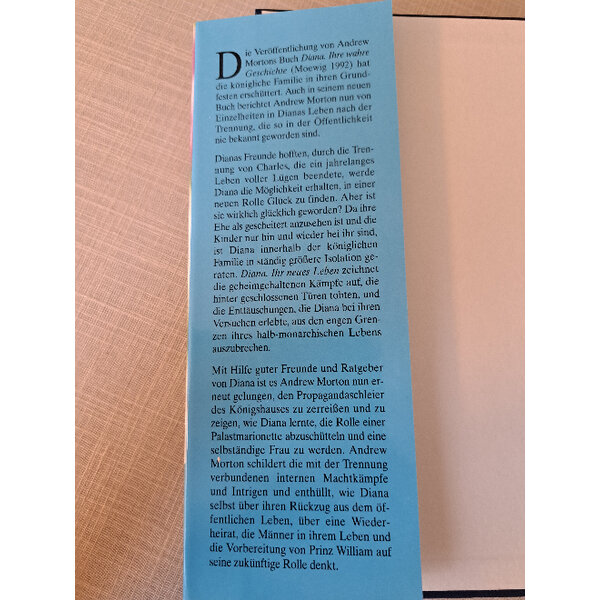 Die Veröffentlichung von Andrew
Mortons Buch Diana. Ihre wahre
Geschichte (Moewig 1992) hat
die königliche Familie in ihren Grund-
festen erschüttert. Auch in seinem neuen
Buch berichtet Andrew Morton nun von
Einzelheiten in Dianas Leben nach der
Trennung, die so in der Öffentlichkeit
nie bekannt geworden sind.
Dianas Freunde hofften, durch die Tren-
nung von Charles, die ein jahrelanges
Leben voller Lügen beendete, werde
Diana die Möglichkeit erhalten, in einer
neuen Rolle Glück zu finden. Aber ist
sie wirklich glücklich geworden? Da ihre
Ehe als gescheitert anzusehen ist und die
Kinder nur hin und wieder bei ihr sind,
ist Diana innerhalb der königlichen
Familie in ständig größere Isolation ge-
raten. Diana. Ihr neues Leben zeichnet
die geheimgehaltenen Kämpfe auf, die
hinter geschlossenen Türen tobten, und
die Enttäuschungen, die Diana bei ihren
Versuchen erlebte, aus den engen Gren-
zen ihres halb-monarchischen Lebens
auszubrechen.
Mit Hilfe guter Freunde und Ratgeber
von Diana ist es Andrew Morton nun er-
neut gelungen, den Propagandaschleier
des Königshauses zu zerreißen und zu
zeigen, wie Diana lernte, die Rolle einer
Palastmarionette abzuschütteln und eine
selbständige Frau zu werden. Andrew
Morton schildert die mit der Trennung
verbundenen internen Machtkämpfe
und Intrigen und enthüllt, wie Diana
selbst über ihren Rückzug aus dem öf-
fentlichen Leben, über eine Wieder-
heirat, die Männer in ihrem Leben und
die Vorbereitung von Prinz William auf
seine zukünftige Rolle denkt.